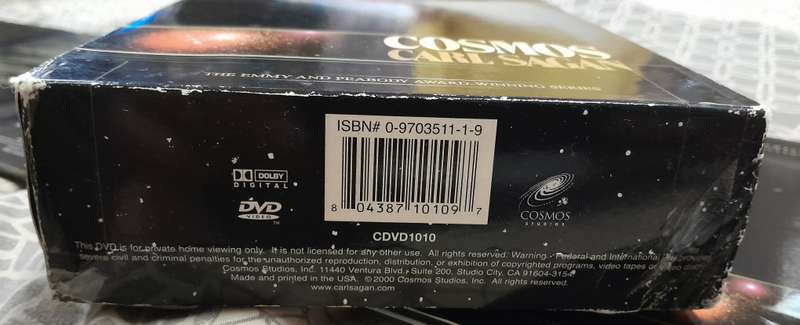 COSMOS
CARL SAGAN
THE EMMY AND PEABODY AWARD-WINNING SERIES
ISBN# 0-9703511-1-9
8 04387 10109 7
CDVD1010
DOLBY
DIGITAL
DVD
VIDEO
TM
COSMOS
STUDIOS
This DVD is for private home viewing only. It is not licensed for any other use. All rights reserved. Warning - Federal and International law provides
severe civil and criminal penalties for the unauthorized reproduction, distribution, or exhibition of copyrighted programs, video tapes or video discs.
Cosmos Studios, Inc. 11440 Ventura Blvd., Suite 200, Studio City, CA 91604-3154
Made and printed in the USA. ©2000 Cosmos Studios, Inc. All rights reserved.
www.carlsagan.com